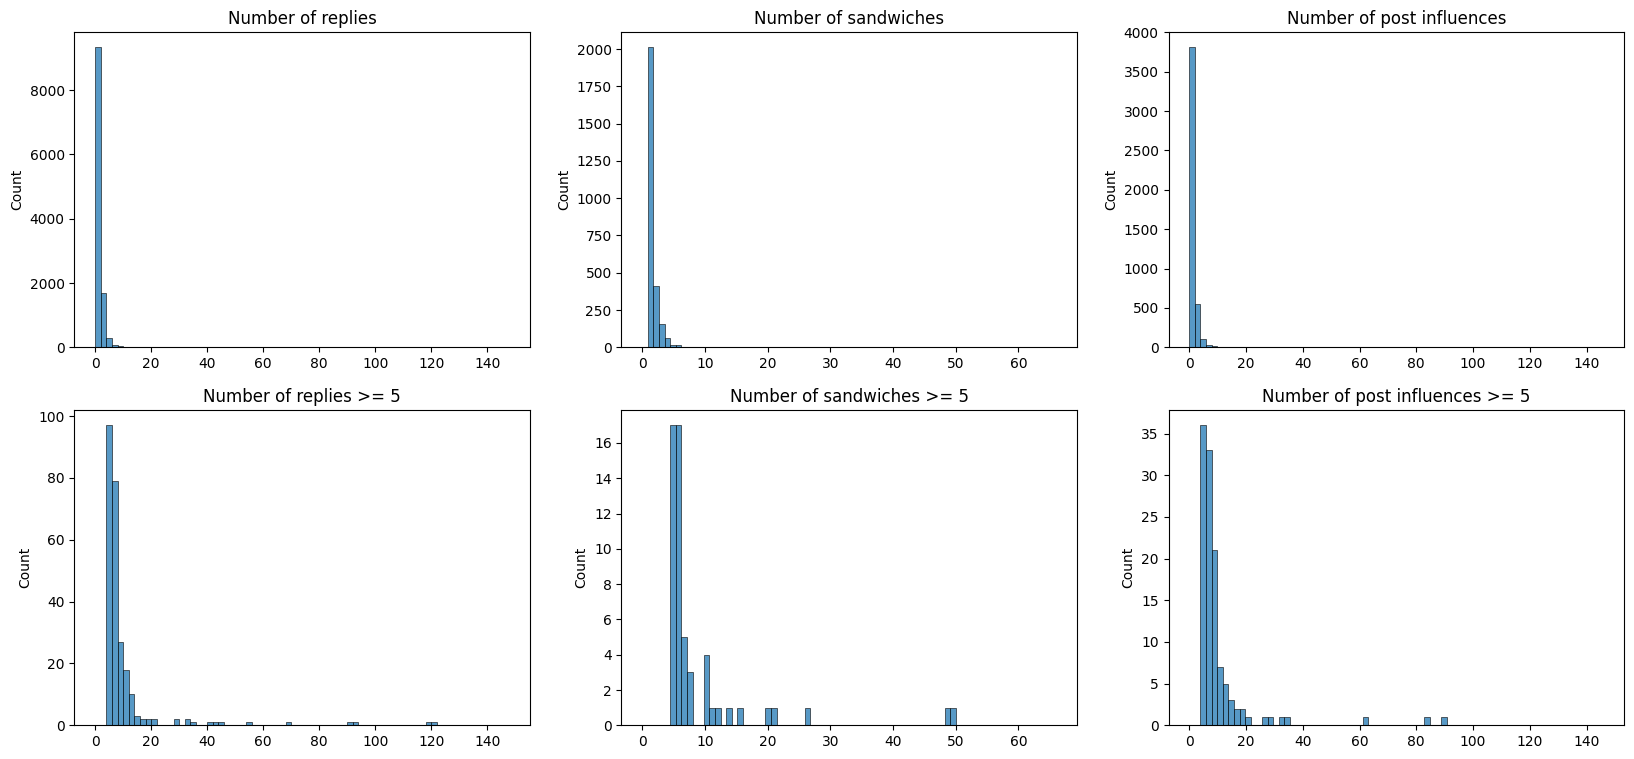 Number of replies
Number of sandwiches
Number of post influences
Count
8000
6000
4000
2000
0
0 20 40 60 80 100 120 140
Count
2000
1750
1500
1250
1000
750
500
250
0
0 10 20 30 40 50 60
Count
4000
3500
3000
2500
2000
1500
1000
500
0
0 20 40 60 80 100 120 140
Number of replies >= 5
Number of sandwiches >= 5
Number of post influences >= 5
Count
100
80
60
40
20
0
0 20 40 60 80 100 120 140
Count
16
14
12
10
8
6
4
2
0
0 10 20 30 40 50 60
Count
35
30
25
20
15
10
5
0
0 20 40 60 80 100 120 140